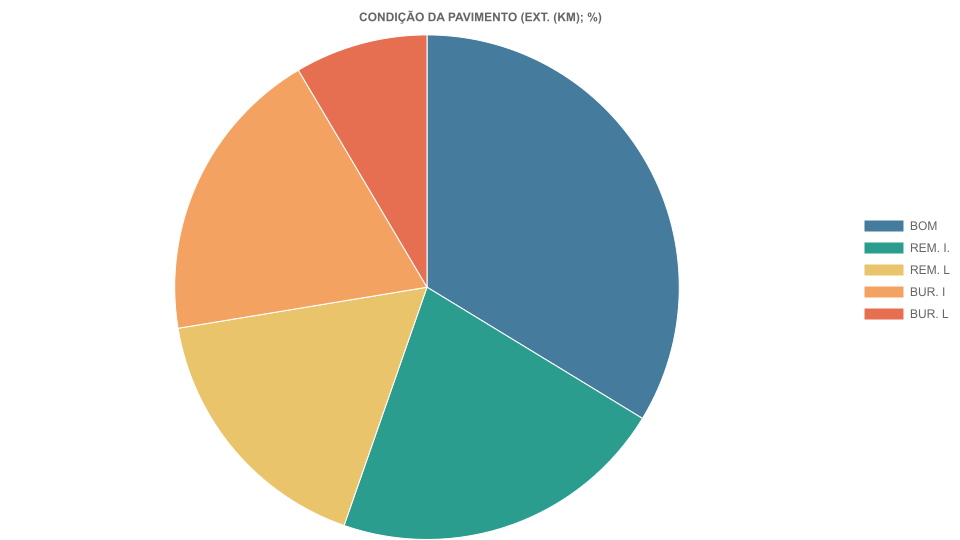 CONDIÇÃO DA PAVIMENTO (EXT. (KM); %)
BOM
REM. I.
REM. L
BUR. I
BUR. L